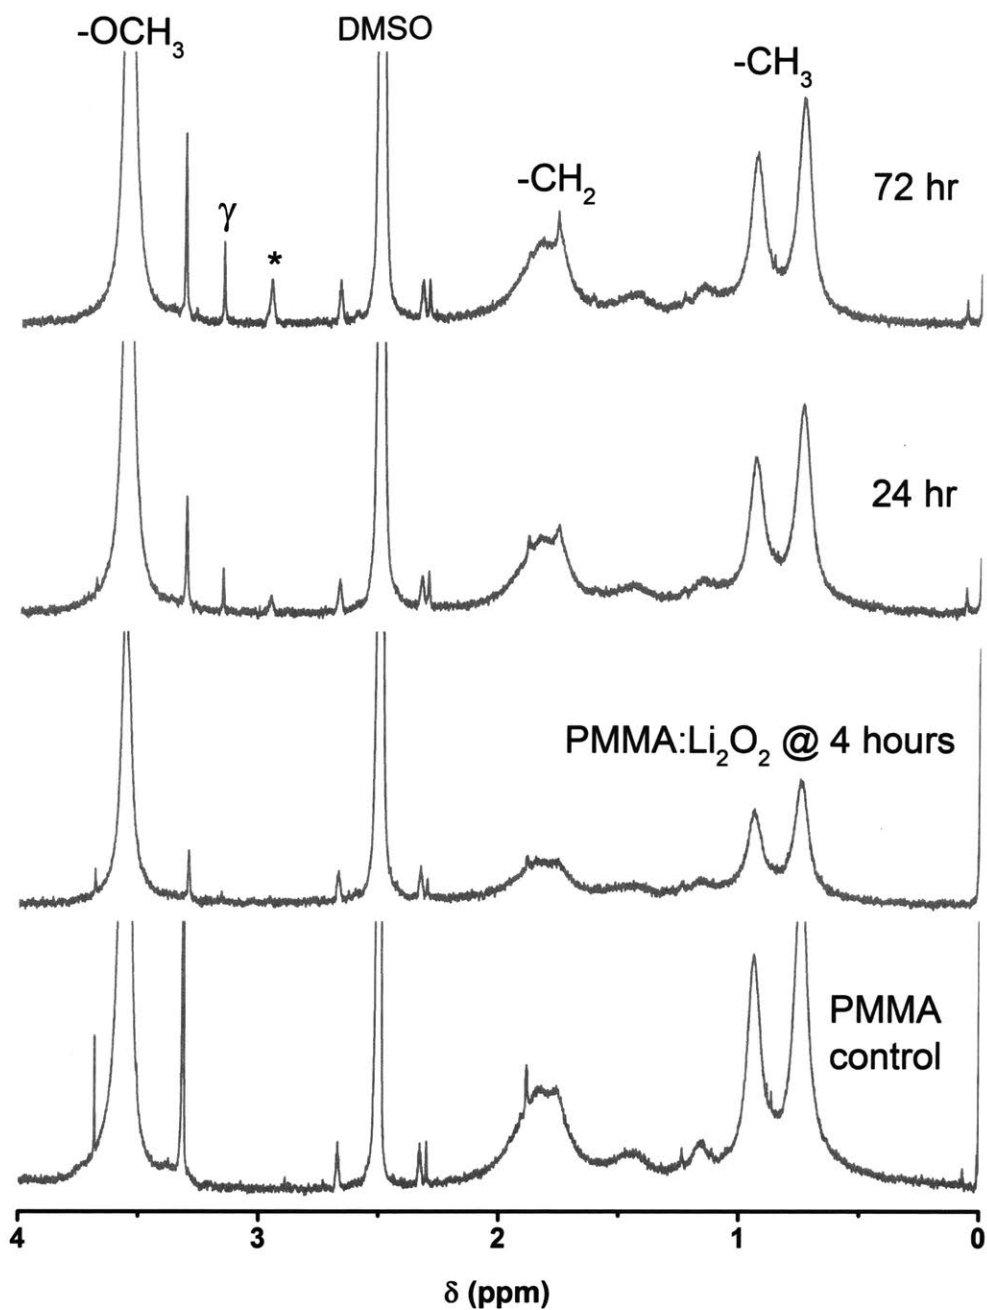 -OCH₃
DMSO
-CH₃
-CH₂
72 hr
γ
*
24 hr
PMMA:Li₂O₂ @ 4 hours
PMMA
control
4 3 2 1 0
δ (ppm)